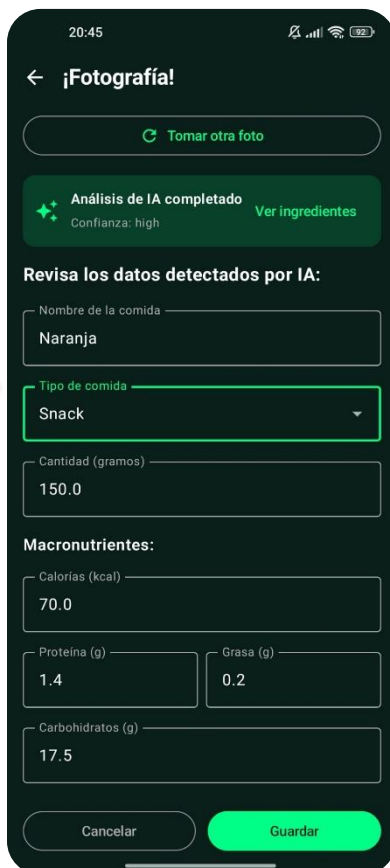 20:45
92
¡Fotografía!
Tomar otra foto
Análisis de IA completado
Confianza: high
Ver ingredientes
Revisa los datos detectados por IA:
Nombre de la comida
Naranja
Tipo de comida
Snack
Cantidad (gramos)
150.0
Macronutrientes:
Calorías (kcal)
70.0
Proteína (g)
1.4
Grasa (g)
0.2
Carbohidratos (g)
17.5
Cancelar
Guardar